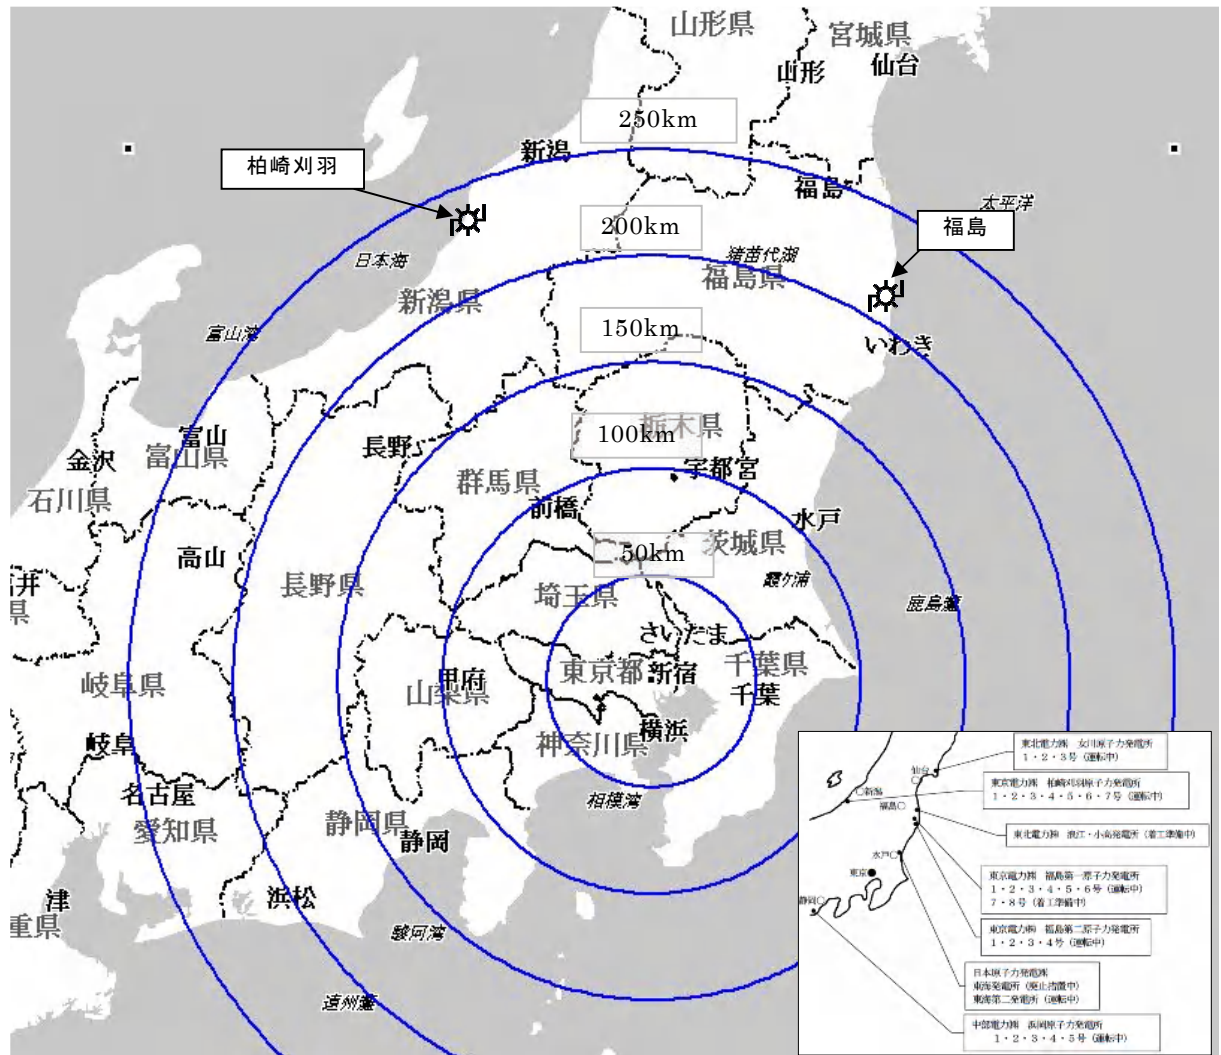 山形県
宮城県
仙台
山形
250km
新潟
柏崎刈羽
福島
太平洋
200km
福島
日本海
猪苗代湖
福島県
新潟県
富山湾
150km
いわき
栃木県
100km
富山
長野
金沢
富山県
宇都宮
群馬県
石川県
前橋
水戸
50km
茨城県
高山
長野県
埼玉県
霞ケ浦
井
県
鹿島灘
さいたま
東京都
新宿
千葉県
岐阜県
甲府
山梨県
千葉
横浜
岐阜
神奈川県
名古屋
相模湾
愛知県
静岡県
静岡
津
浜松
重県
駿河湾
遠州灘
東北電力㈱ 女川原子力発電所
1・2・3号(運転中)
仙台
新潟
東京電力㈱ 柏崎刈羽原子力発電所
1・2・3・4・5・6・7号(運転中)
福島
東北電力㈱ 浪江・小高発電所(着工準備中)
水戸
東京
東京電力㈱ 福島第一原子力発電所
1・2・3・4・5・6号(運転中)
7・8号(着工準備中)
静岡
東京電力㈱ 福島第二原子力発電所
1・2・3・4号(運転中)
日本原子力発電㈱
東海発電所(廃止措置中)
東海第二発電所(運転中)
中部電力㈱ 浜岡原子力発電所
1・2・3・4・5号(運転中)